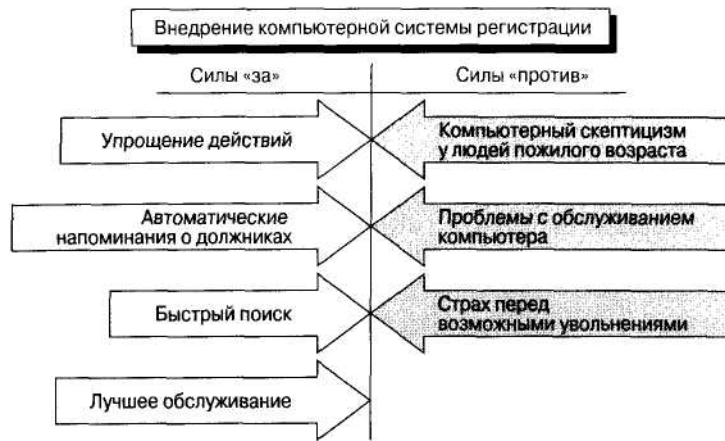 Внедрение компьютерной системы регистрации
Силы «за»
Силы “против”
Упрощение действий
Компьютерный скептицизм
у людей пожилого возраста
Автоматические
напоминания о должниках
Проблемы с обслуживанием
компьютера
Быстрый поиск
Страх перед
возможными увольнениями
Лучшее обслуживание